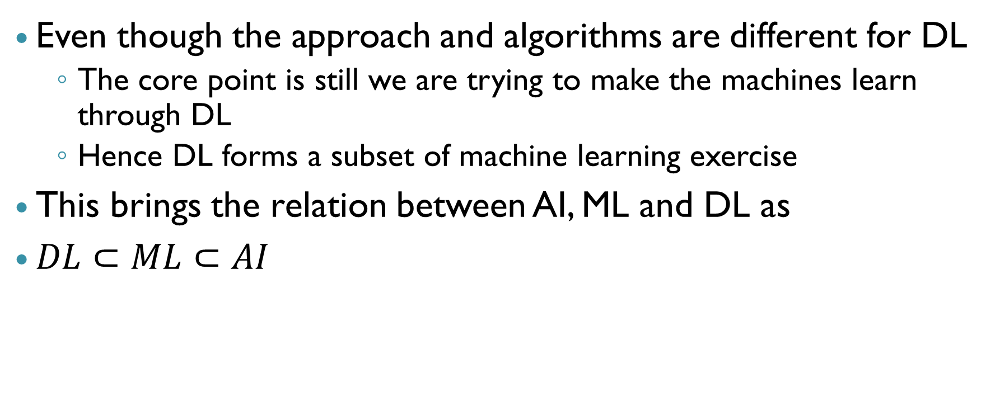 • Even though the approach and algorithms are different for DL
◦ The core point is still we are trying to make the machines learn
through DL
◦ Hence DL forms a subset of machine learning exercise
• This brings the relation between AI, ML and DL as
• DL ⊂ ML ⊂ AI